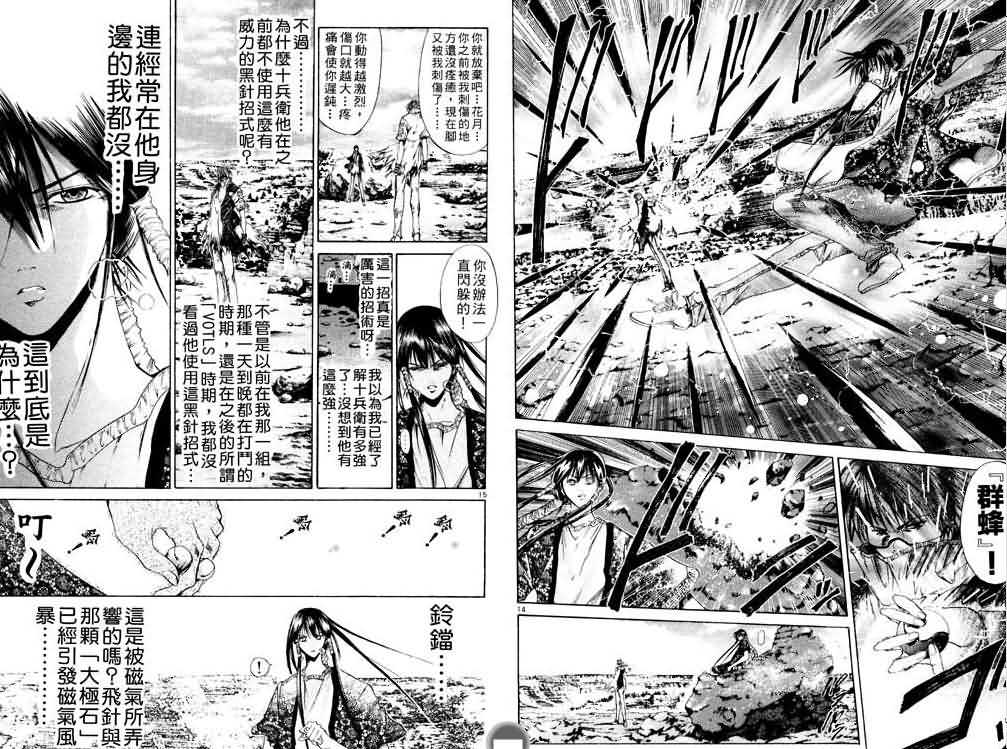 『群蜂』！
14
你就放棄吧…花月…
你之前被我刺傷的地
方還沒痊癒，現在腳
又被我刺傷了……
你動得越激烈，
傷口就越大…疼
痛會使你遲鈍…
你沒辦法一
直閃躲的！
這一招真是
厲害的招術呀…
滴…
滴…
我以為我已經了
解十兵衛有多強
了…沒想到他有
這麼強………
不過………
為什麼十兵衛他在之
前都不使用這麼有
威力的黑針招式呢？
不管是以前在我那一組，
那種一天到晚都在打鬥的
時期，還是在之後的所謂
「VOLS」時期，我都沒
看過他使用這黑針招式…
連經常在他身
邊的我都沒……
這到底是
為什麼…？
15
叮～
鈴鐺……
！
這是被磁氣所弄
響的嗎？飛針與
那顆「大極石」
已經引發磁氣風
暴………